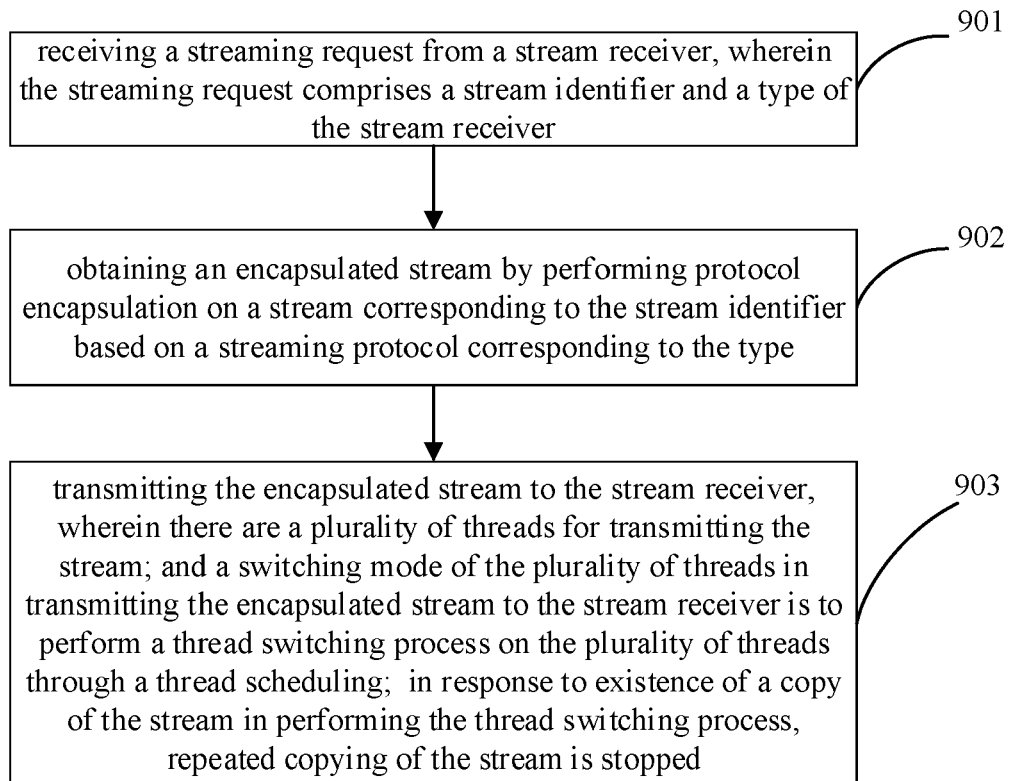 901
receiving a streaming request from a stream receiver, wherein
the streaming request comprises a stream identifier and a type of
the stream receiver
902
obtaining an encapsulated stream by performing protocol
encapsulation on a stream corresponding to the stream identifier
based on a streaming protocol corresponding to the type
903
transmitting the encapsulated stream to the stream receiver,
wherein there are a plurality of threads for transmitting the
stream; and a switching mode of the plurality of threads in
transmitting the encapsulated stream to the stream receiver is to
perform a thread switching process on the plurality of threads
through a thread scheduling; in response to existence of a copy
of the stream in performing the thread switching process,
repeated copying of the stream is stopped